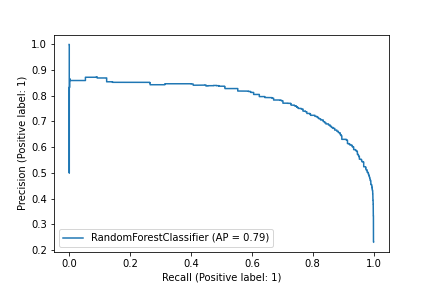 1.0
0.9
0.8
0.7
0.6
0.5
0.4
0.3
0.2
Precision (Positive label: 1)
RandomForestClassifier (AP = 0.79)
0.0 0.2 0.4 0.6 0.8 1.0
Recall (Positive label: 1)